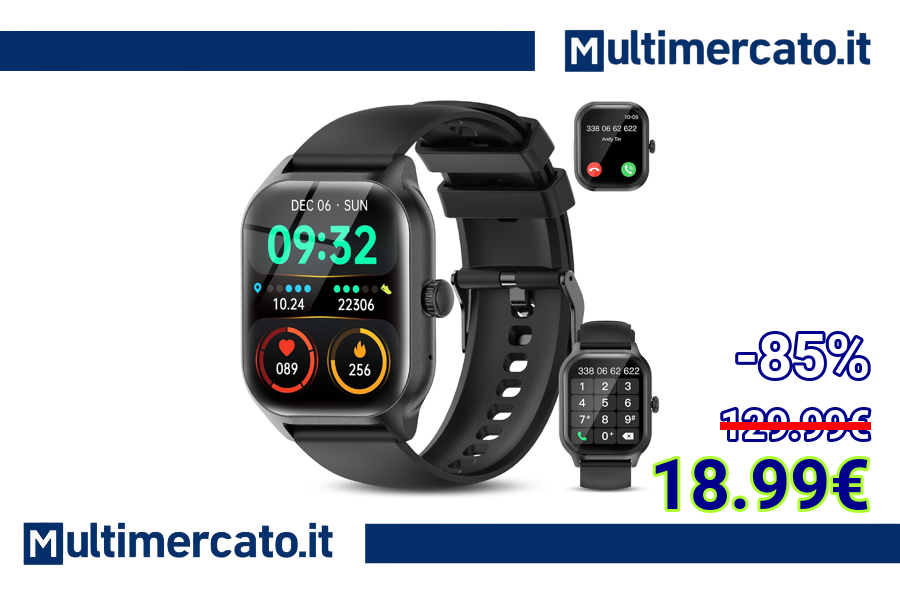 Multimercato.it
10-09
338 06 62 622
Andy Tin
DEC 06 · SUN
09:32
10.24 22306
089 256
338 06 62 622
1 2 3
4 5 6
7* 8 9#
0+
-85%
129.99€
18.99€
Multimercato.it